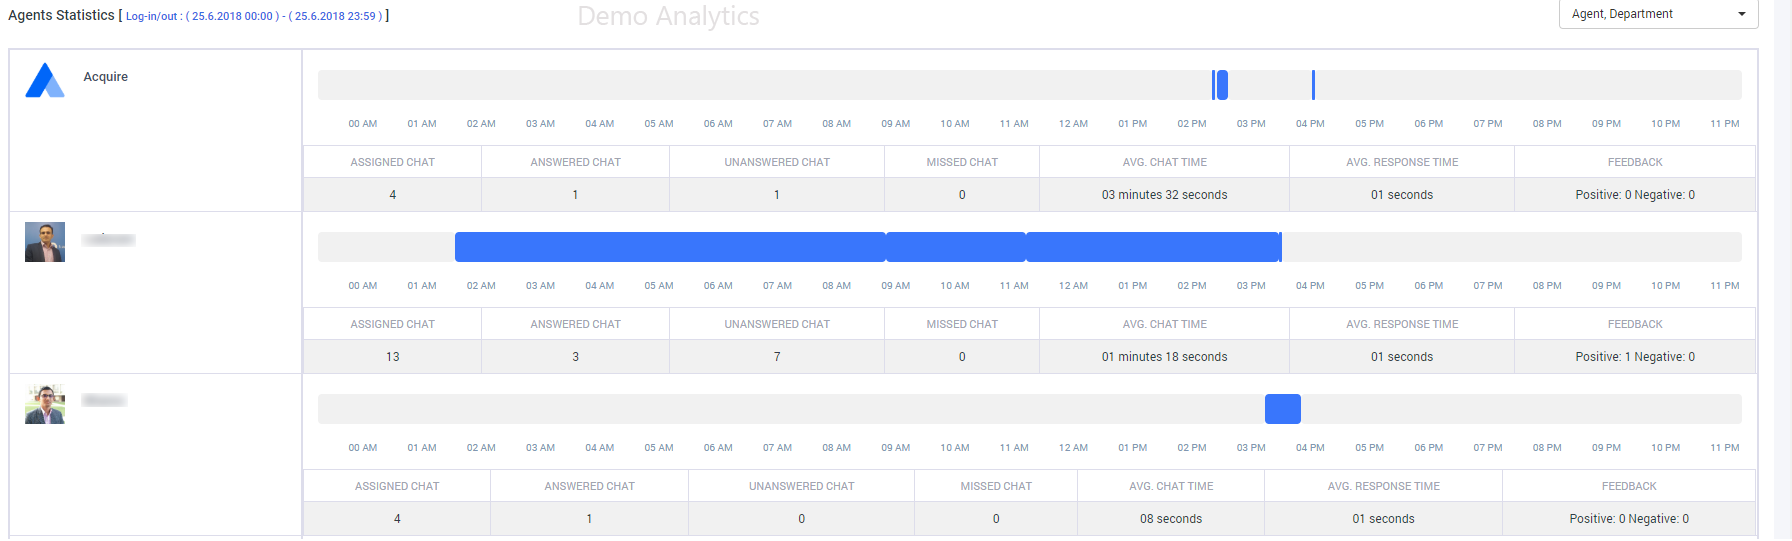 Agents Statistics [ Log-in/out : ( 25.6.2018 00:00 ) - ( 25.6.2018 23:59 ) ]
Demo Analytics
Agent, Department
Acquire
00 AM 01 AM 02 AM 03 AM 04 AM 05 AM 06 AM 07 AM 08 AM 09 AM 10 AM 11 AM 12 AM 01 PM 02 PM 03 PM 04 PM 05 PM 06 PM 07 PM 08 PM 09 PM 10 PM 11 PM
ASSIGNED CHAT ANSWERED CHAT UNANSWERED CHAT MISSED CHAT AVG. CHAT TIME AVG. RESPONSE TIME FEEDBACK
4 1 1 0 03 minutes 32 seconds 01 seconds Positive: 0 Negative: 0
00 AM 01 AM 02 AM 03 AM 04 AM 05 AM 06 AM 07 AM 08 AM 09 AM 10 AM 11 AM 12 AM 01 PM 02 PM 03 PM 04 PM 05 PM 06 PM 07 PM 08 PM 09 PM 10 PM 11 PM
ASSIGNED CHAT ANSWERED CHAT UNANSWERED CHAT MISSED CHAT AVG. CHAT TIME AVG. RESPONSE TIME FEEDBACK
13 3 7 0 01 minutes 18 seconds 01 seconds Positive: 1 Negative: 0
00 AM 01 AM 02 AM 03 AM 04 AM 05 AM 06 AM 07 AM 08 AM 09 AM 10 AM 11 AM 12 AM 01 PM 02 PM 03 PM 04 PM 05 PM 06 PM 07 PM 08 PM 09 PM 10 PM 11 PM
ASSIGNED CHAT ANSWERED CHAT UNANSWERED CHAT MISSED CHAT AVG. CHAT TIME AVG. RESPONSE TIME FEEDBACK
4 1 0 0 08 seconds 01 seconds Positive: 0 Negative: 0